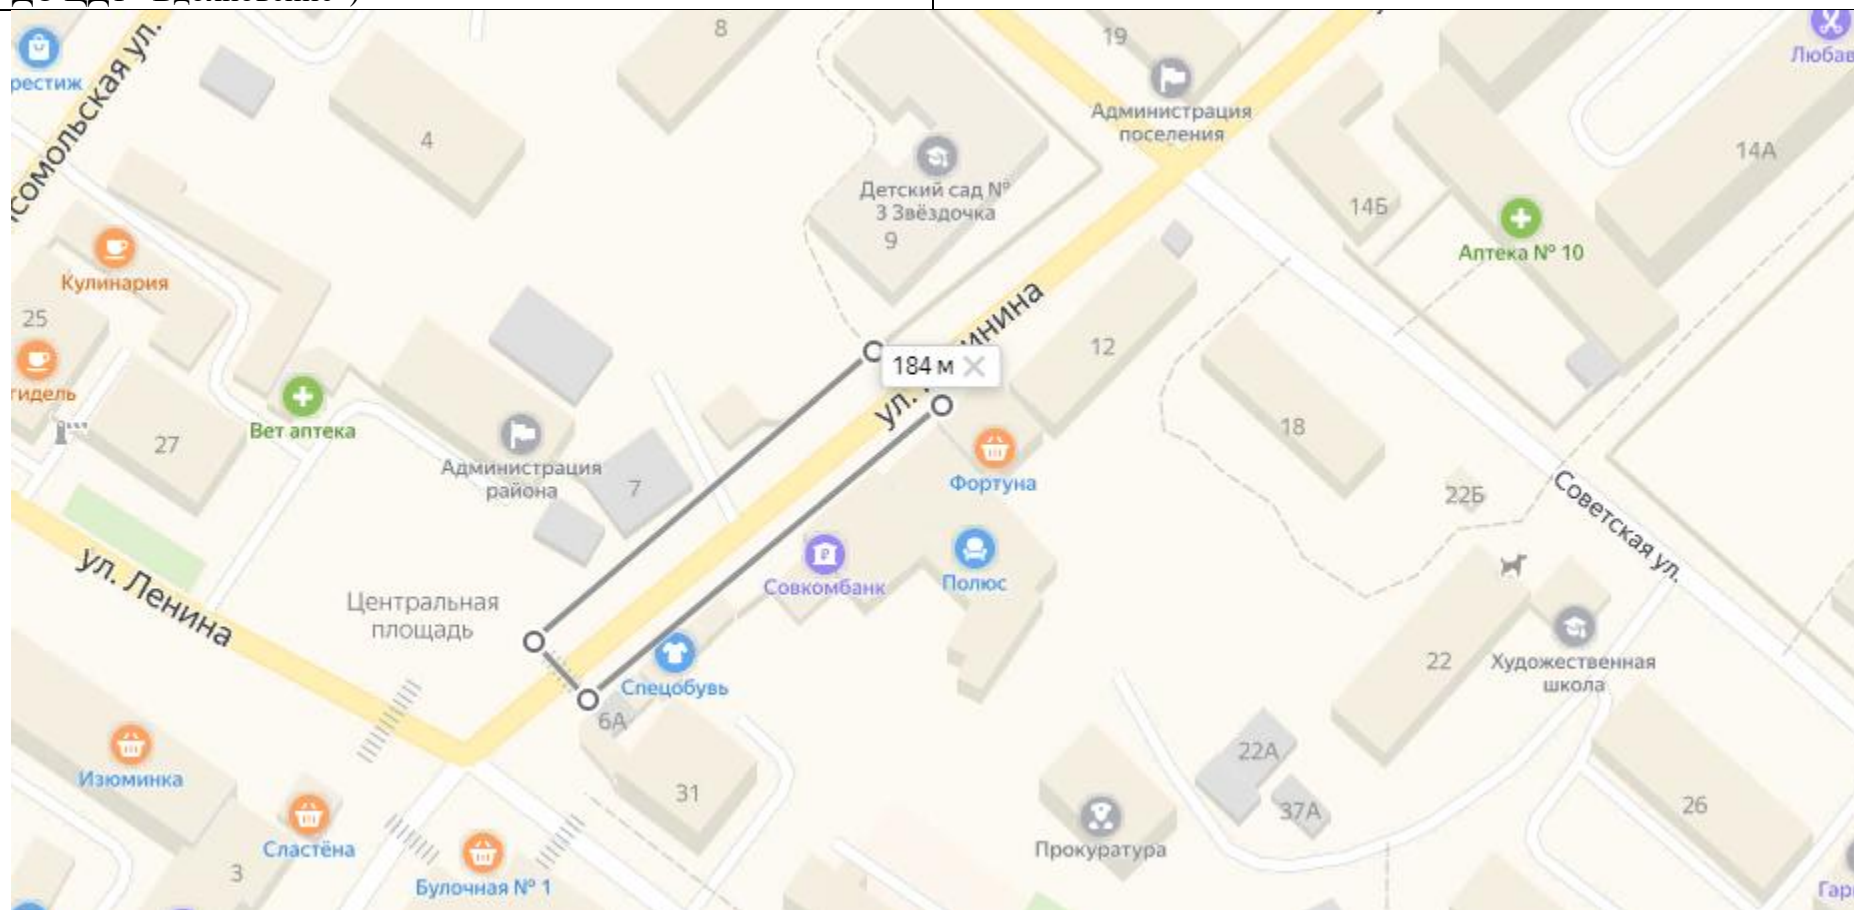 8
19
Любав
рестиж
сомольская ул.
Администрация
поселения
4
14А
Детский сад №
3 Звёздочка
9
14Б
Аптека № 10
Кулинария
25
12
184 м
ул.
инина
гидель
Вет аптека
27
Администрация
района
7
18
Фортуна
22Б
Советская ул.
ул. Ленина
Совкомбанк
Полюс
Центральная
площадь
Спецобувь
6А
22
Художественная
школа
Изюминка
31
22А
37А
26
Сластёна
Прокуратура
3
Булочная № 1
Гар